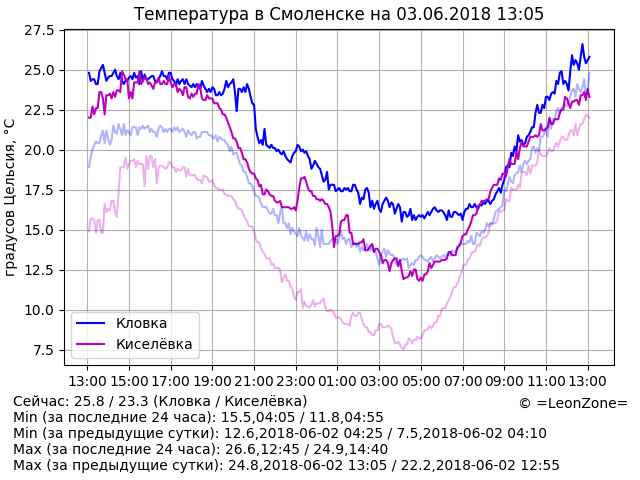 Температура в Смоленске на 03.06.2018 13:05
градусов Цельсия, °C
27.5
25.0
22.5
20.0
17.5
15.0
12.5
10.0
7.5
Кловка
Киселёвка
13:00 15:00 17:00 19:00 21:00 23:00 01:00 03:00 05:00 07:00 09:00 11:00 13:00
Сейчас: 25.8 / 23.3 (Кловка / Киселёвка)
© =LeonZone=
Min (за последние 24 часа): 15.5,04:05 / 11.8,04:55
Min (за предыдущие сутки): 12.6,2018-06-02 04:25 / 7.5,2018-06-02 04:10
Max (за последние 24 часа): 26.6,12:45 / 24.9,14:40
Max (за предыдущие сутки): 24.8,2018-06-02 13:05 / 22.2,2018-06-02 12:55